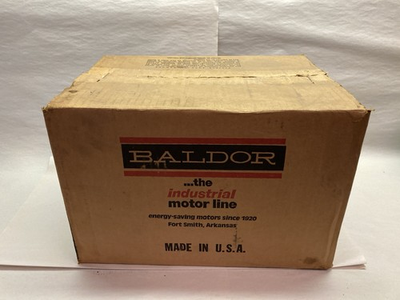 BALDOR
...the
industrial
motor line
energy-saving motors since 1920
Fort Smith, Arkansas
MADE IN U.S.A.